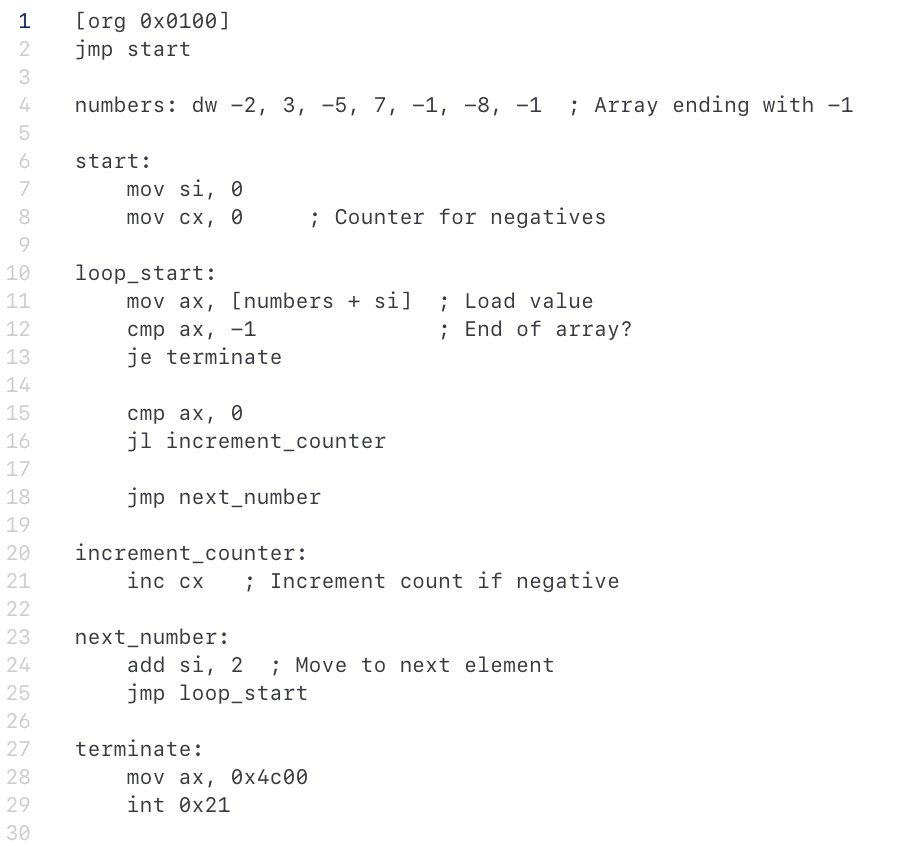 1 [org 0x0100]
2 jmp start
3
4 numbers: dw -2, 3, -5, 7, -1, -8, -1  ; Array ending with -1
5
6 start:
7     mov si, 0
8     mov cx, 0     ; Counter for negatives
9
10 loop_start:
11     mov ax, [numbers + si]  ; Load value
12     cmp ax, -1              ; End of array?
13     je terminate
14
15     cmp ax, 0
16     jl increment_counter
17
18     jmp next_number
19
20 increment_counter:
21     inc cx   ; Increment count if negative
22
23 next_number:
24     add si, 2  ; Move to next element
25     jmp loop_start
26
27 terminate:
28     mov ax, 0x4c00
29     int 0x21
30